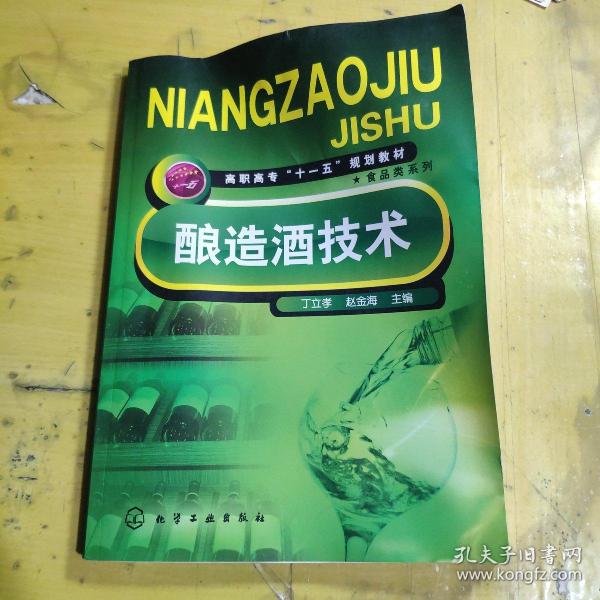 NIANGZAOJIU
JISHU
高职高专“十一五”规划教材
★食品类系列
酿造酒技术
丁立孝 赵金海 主编
化学工业出版社
孔夫子旧书网
www.kongfz.com